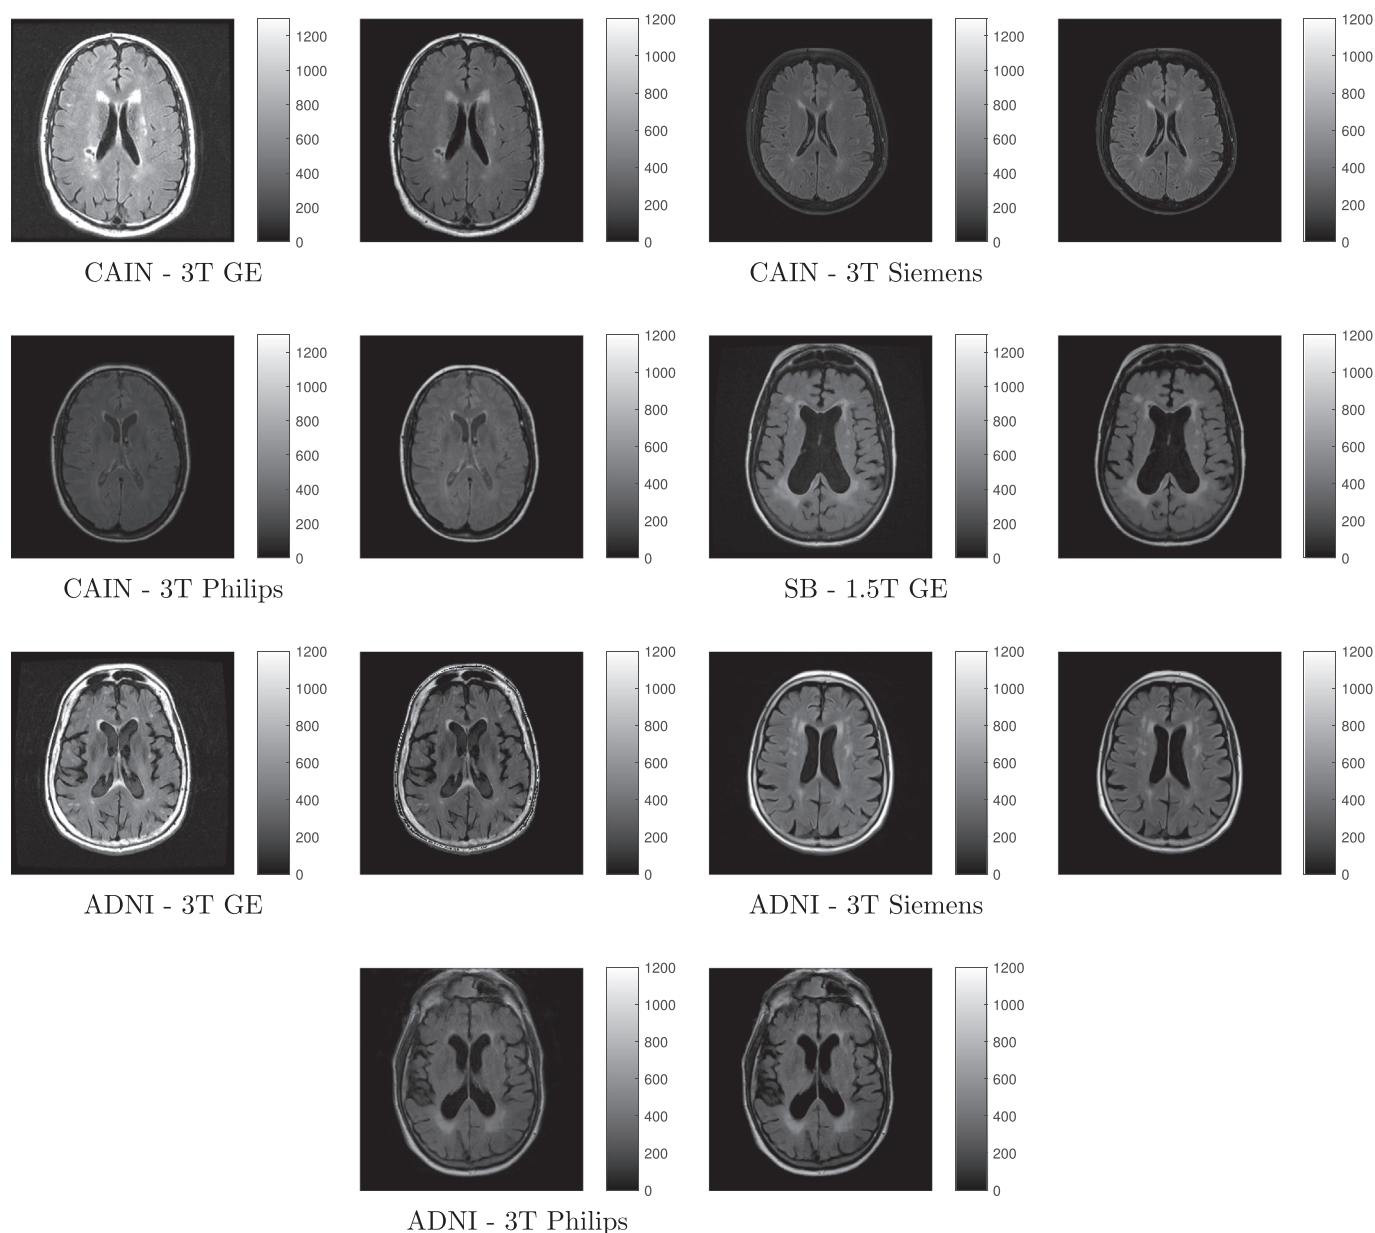 1200 1200 1200 1200
1000 1000 1000 1000
800 800 800 800
600 600 600 600
400 400 400 400
200 200 200 200
0 0 0 0
CAIN - 3T GE CAIN - 3T Siemens
1200 1200 1200 1200
1000 1000 1000 1000
800 800 800 800
600 600 600 600
400 400 400 400
200 200 200 200
0 0 0 0
CAIN - 3T Philips SB - 1.5T GE
1200 1200 1200 1200
1000 1000 1000 1000
800 800 800 800
600 600 600 600
400 400 400 400
200 200 200 200
0 0 0 0
ADNI - 3T GE ADNI - 3T Siemens
1200 1200
1000 1000
800 800
600 600
400 400
200 200
0 0
ADNI - 3T Philips